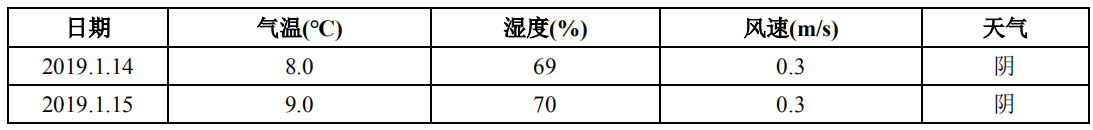 日期 气温(℃) 湿度(%) 风速(m/s) 天气
2019.1.14 8.0 69 0.3 阴
2019.1.15 9.0 70 0.3 阴